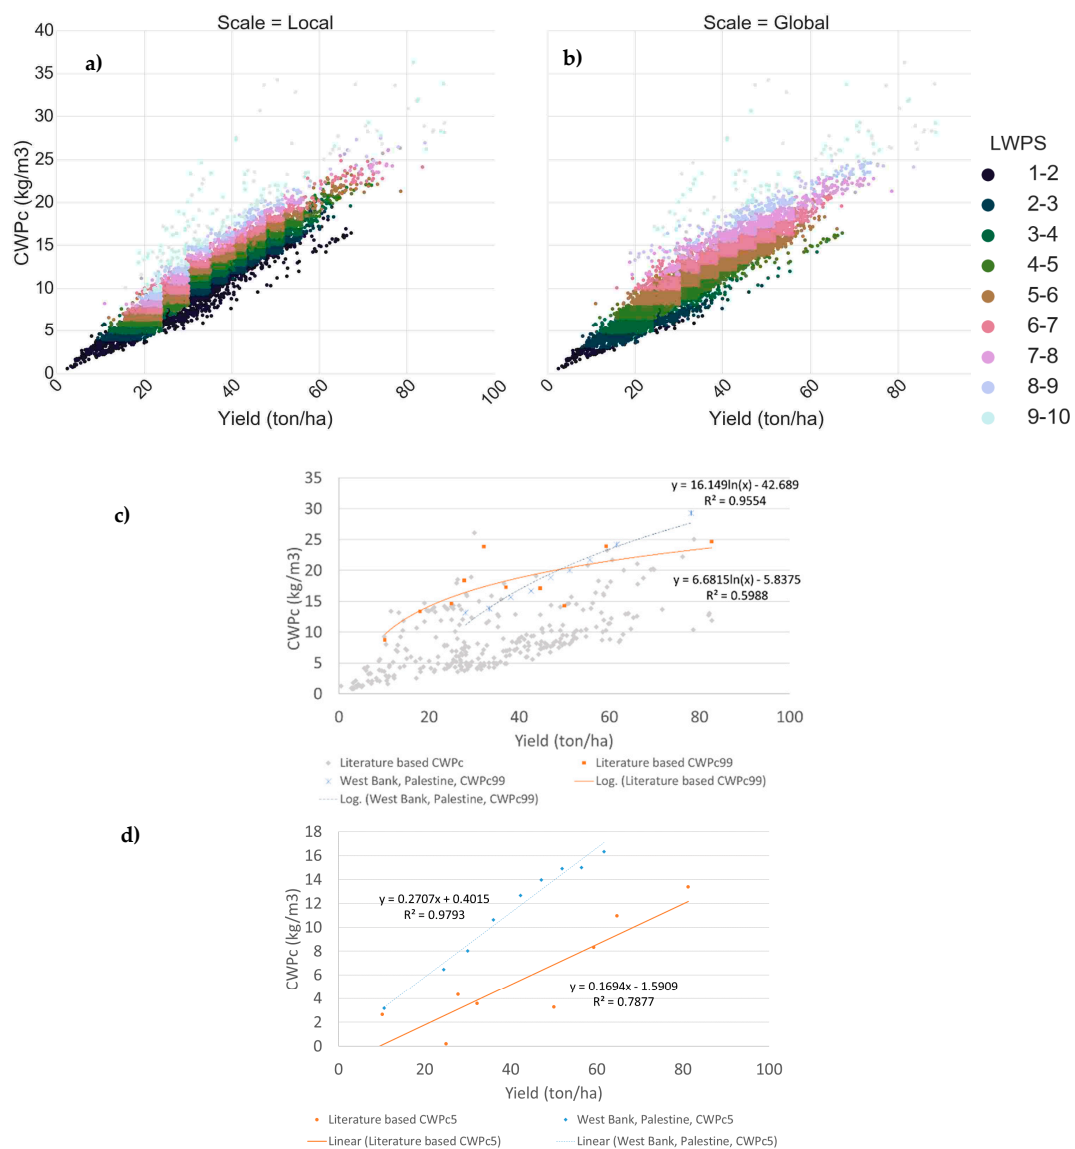 Scale = Local
Scale = Global
a)
b)
40
35
30
25
20
15
10
5
0
CWPc (kg/m3)
0
20
40
60
80
100
Yield (ton/ha)
0
20
40
60
80
Yield (ton/ha)
LWPS
1-2
2-3
3-4
4-5
5-6
6-7
7-8
8-9
9-10
c)
35
30
25
20
15
10
5
0
CWPc (kg/m3)
y = 16.149ln(x) - 42.689
R² = 0.9554
y = 6.6815ln(x) - 5.8375
R² = 0.5988
0
20
40
60
80
100
Yield (ton/ha)
Literature based CWPc
Literature based CWPc99
West Bank, Palestine, CWPc99
Log. (Literature based CWPc99)
Log. (West Bank, Palestine, CWPc99)
d)
18
16
14
12
10
8
6
4
2
0
CWPc (kg/m3)
y = 0.2707x + 0.4015
R² = 0.9793
y = 0.1694x - 1.5909
R² = 0.7877
0
20
40
60
80
100
Yield (ton/ha)
Literature based CWPc5
West Bank, Palestine, CWPc5
Linear (Literature based CWPc5)
Linear (West Bank, Palestine, CWPc5)